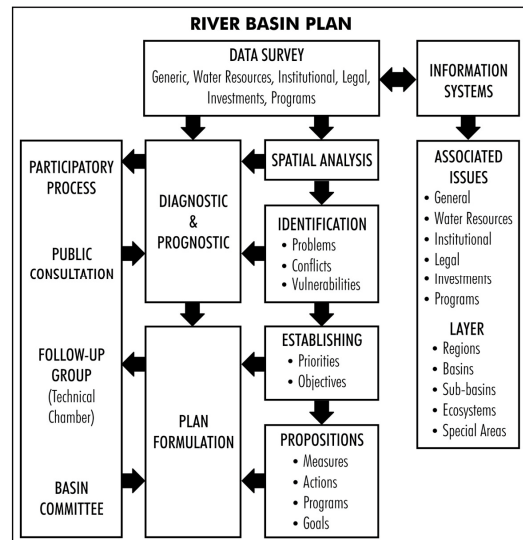 RIVER BASIN PLAN
DATA SURVEY
Generic, Water Resources, Institutional, Legal,
Investments, Programs
INFORMATION
SYSTEMS
PARTICIPATORY
PROCESS
PUBLIC
CONSULTATION
FOLLOW-UP
GROUP
(Technical
Chamber)
BASIN
COMMITTEE
DIAGNOSTIC
&
PROGNOSTIC
PLAN
FORMULATION
SPATIAL ANALYSIS
IDENTIFICATION
• Problems
• Conflicts
• Vulnerabilities
ESTABLISHING
• Priorities
• Objectives
PROPOSITIONS
• Measures
• Actions
• Programs
• Goals
ASSOCIATED
ISSUES
• General
• Water Resources
• Institutional
• Legal
• Investments
• Programs
LAYER
• Regions
• Basins
• Sub-basins
• Ecosystems
• Special Areas